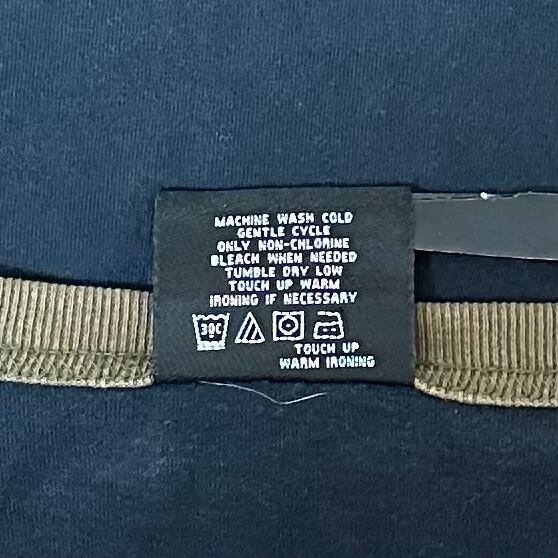 MACHINE WASH COLD
GENTLE CYCLE
ONLY NON-CHLORINE
BLEACH WHEN NEEDED
TUMBLE DRY LOW
TOUCH UP WARM
IRONING IF NECESSARY
30C
TOUCH UP
WARM IRONING